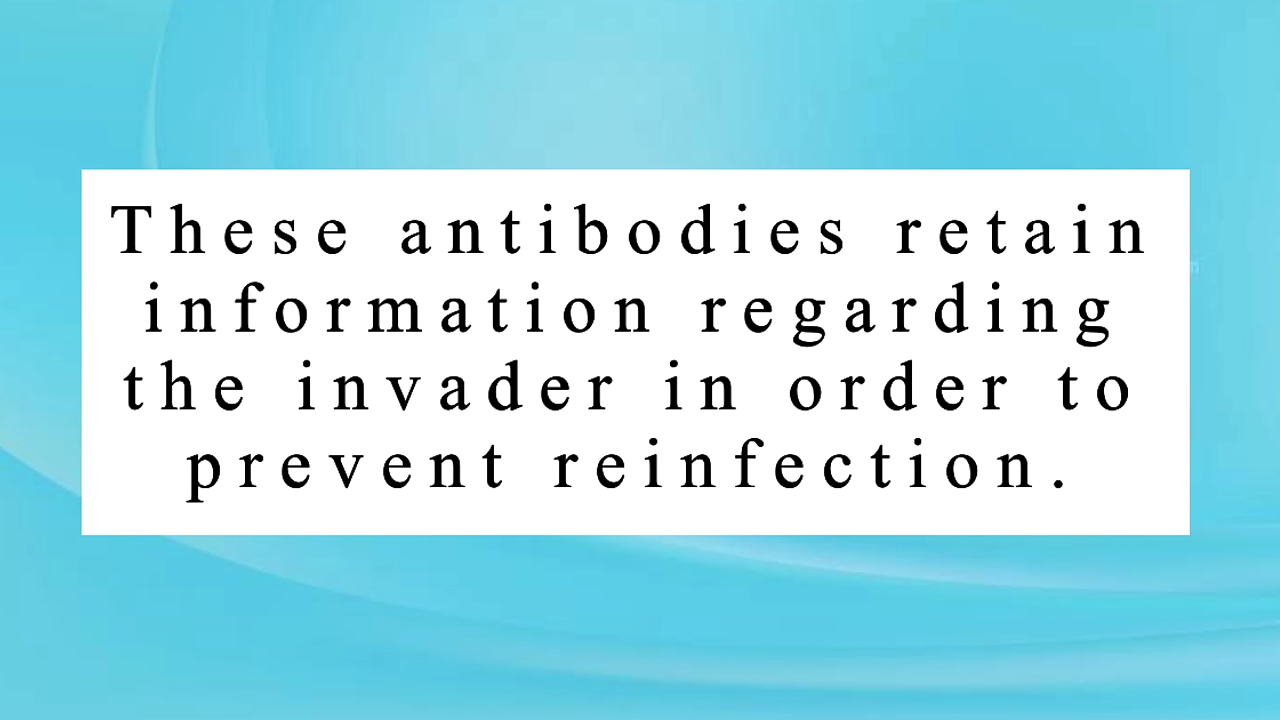 These antibodies retain
information regarding
the invader in order to
prevent reinfection.